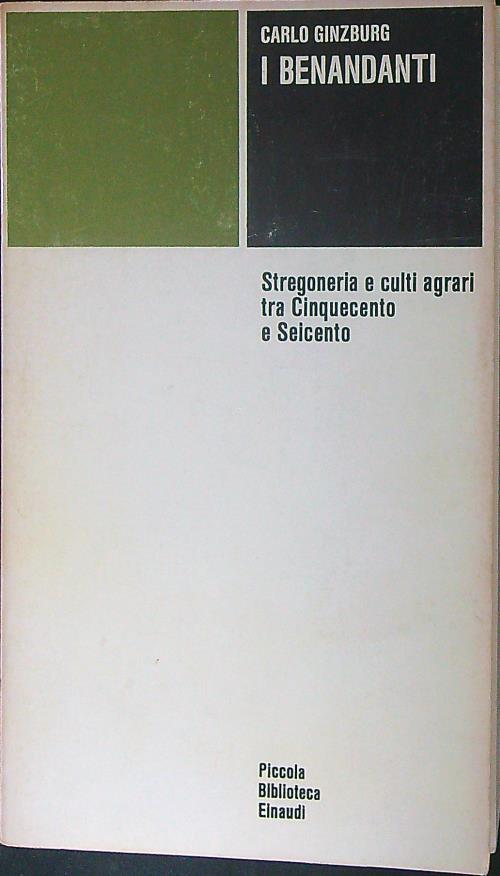 CARLO GINZBURG
I BENANDANTI
Stregoneria e culti agrari
tra Cinquecento
e Seicento
Piccola
Biblioteca
Einaudi